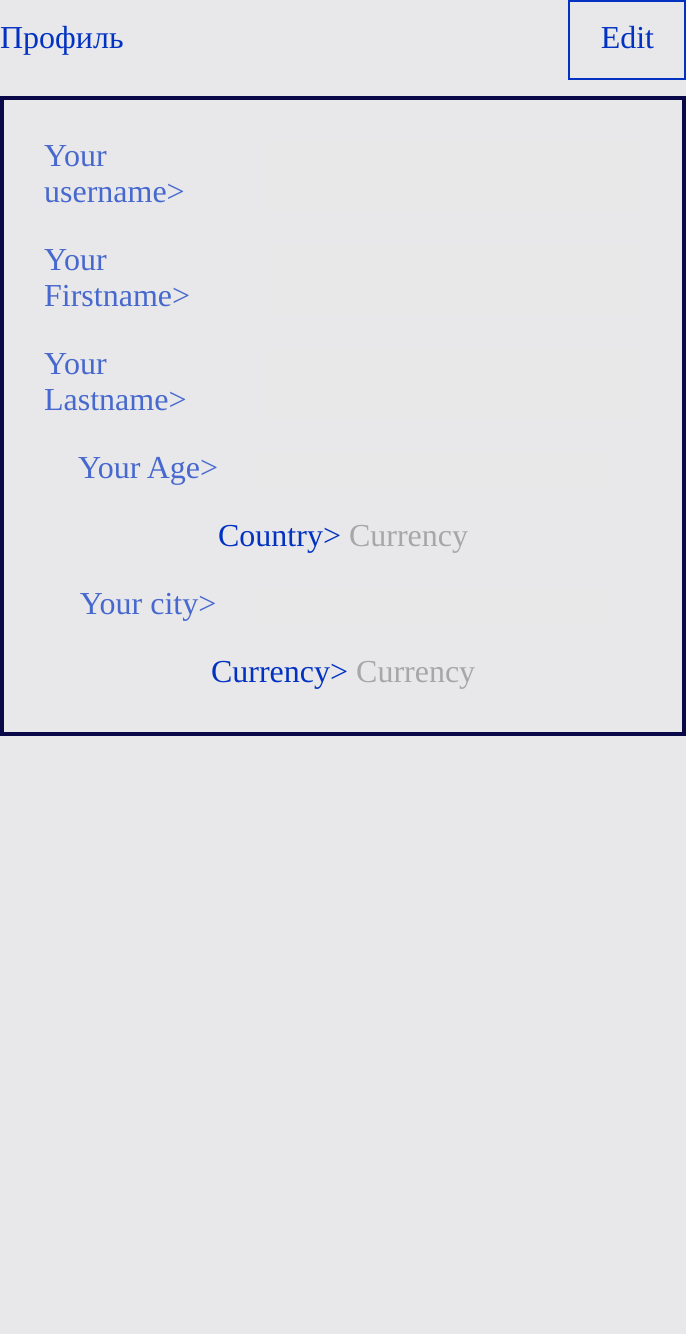 Профиль
Edit
Your
username>
Your
Firstname>
Your
Lastname>
Your Age>
Country> Currency
Your city>
Currency> Currency